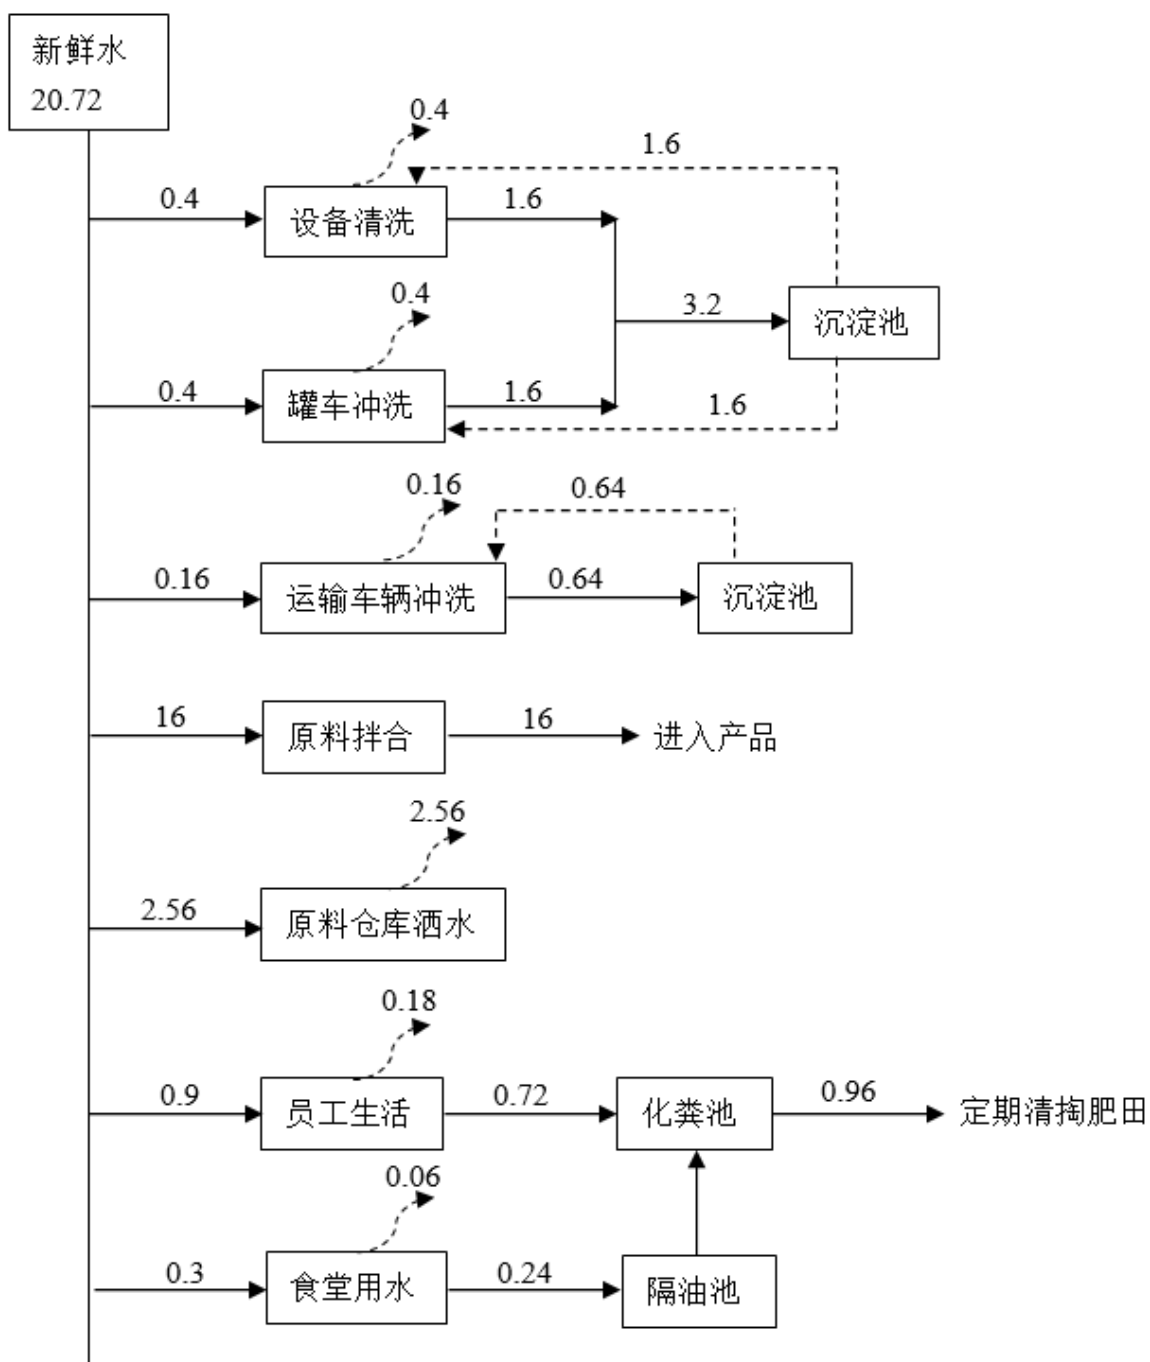 新鲜水
20.72
0.4
1.6
0.4
设备清洗
1.6
0.4
3.2
沉淀池
0.4
罐车冲洗
1.6
1.6
0.16
0.64
0.16
运输车辆冲洗
0.64
沉淀池
16
原料拌合
16
进入产品
2.56
2.56
原料仓库洒水
0.18
0.9
员工生活
0.72
化粪池
0.96
定期清掏肥田
0.06
0.3
食堂用水
0.24
隔油池